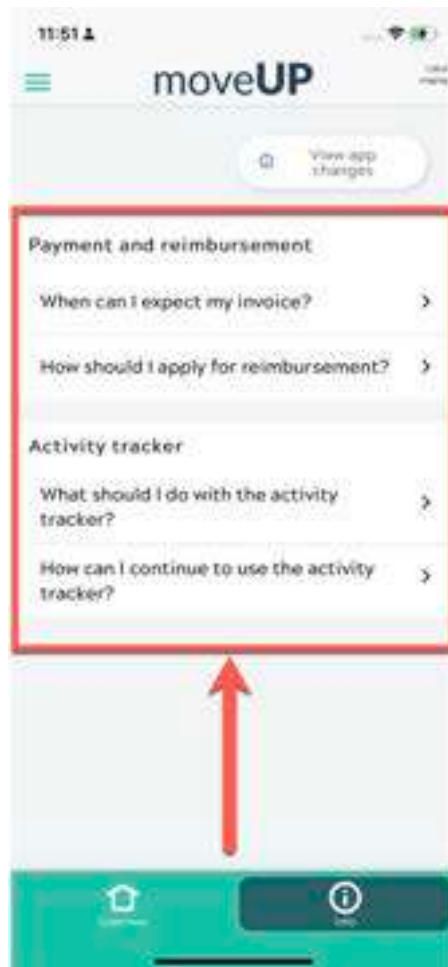 11:51
moveUP
View app
changes
Payment and reimbursement
When can I expect my invoice?
How should I apply for reimbursement?
Activity tracker
What should I do with the activity
tracker?
How can I continue to use the activity
tracker?